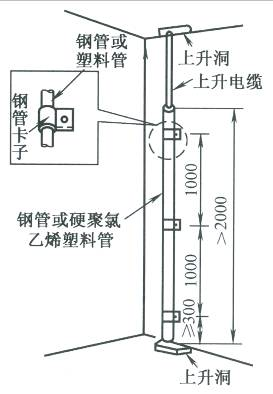 钢管或
塑料管
钢
管
卡
子
上升洞
上升电缆
钢管或硬聚氯
乙烯塑料管
1000
1000
≥300
>2000
上升洞